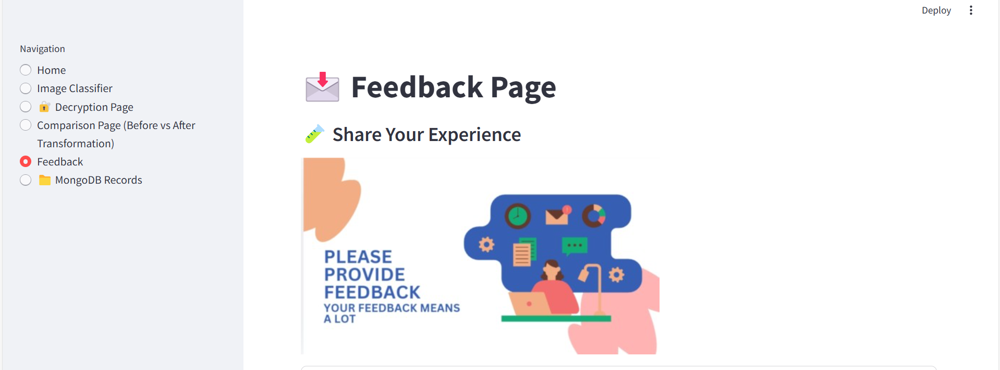 Deploy
Navigation
Home
Image Classifier
Decryption Page
Comparison Page (Before vs After
Transformation)
Feedback
MongoDB Records
Feedback Page
Share Your Experience
PLEASE
PROVIDE
FEEDBACK
YOUR FEEDBACK MEANS
A LOT